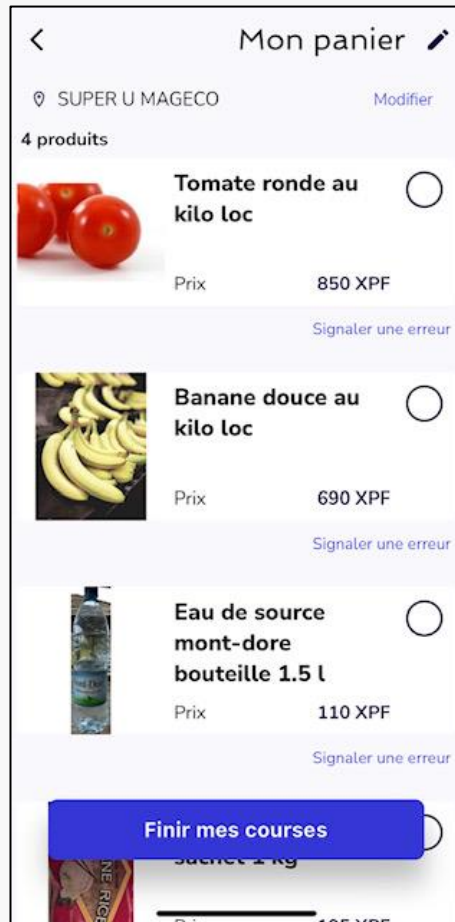 Mon panier
SUPER U MAGECO
Modifier
4 produits
Tomate ronde au
kilo loc
Prix
850 XPF
Signaler une erreur
Banane douce au
kilo loc
Prix
690 XPF
Signaler une erreur
Eau de source
mont-dore
bouteille 1.5 l
Prix
110 XPF
Signaler une erreur
Finir mes courses
sachet 1 kg